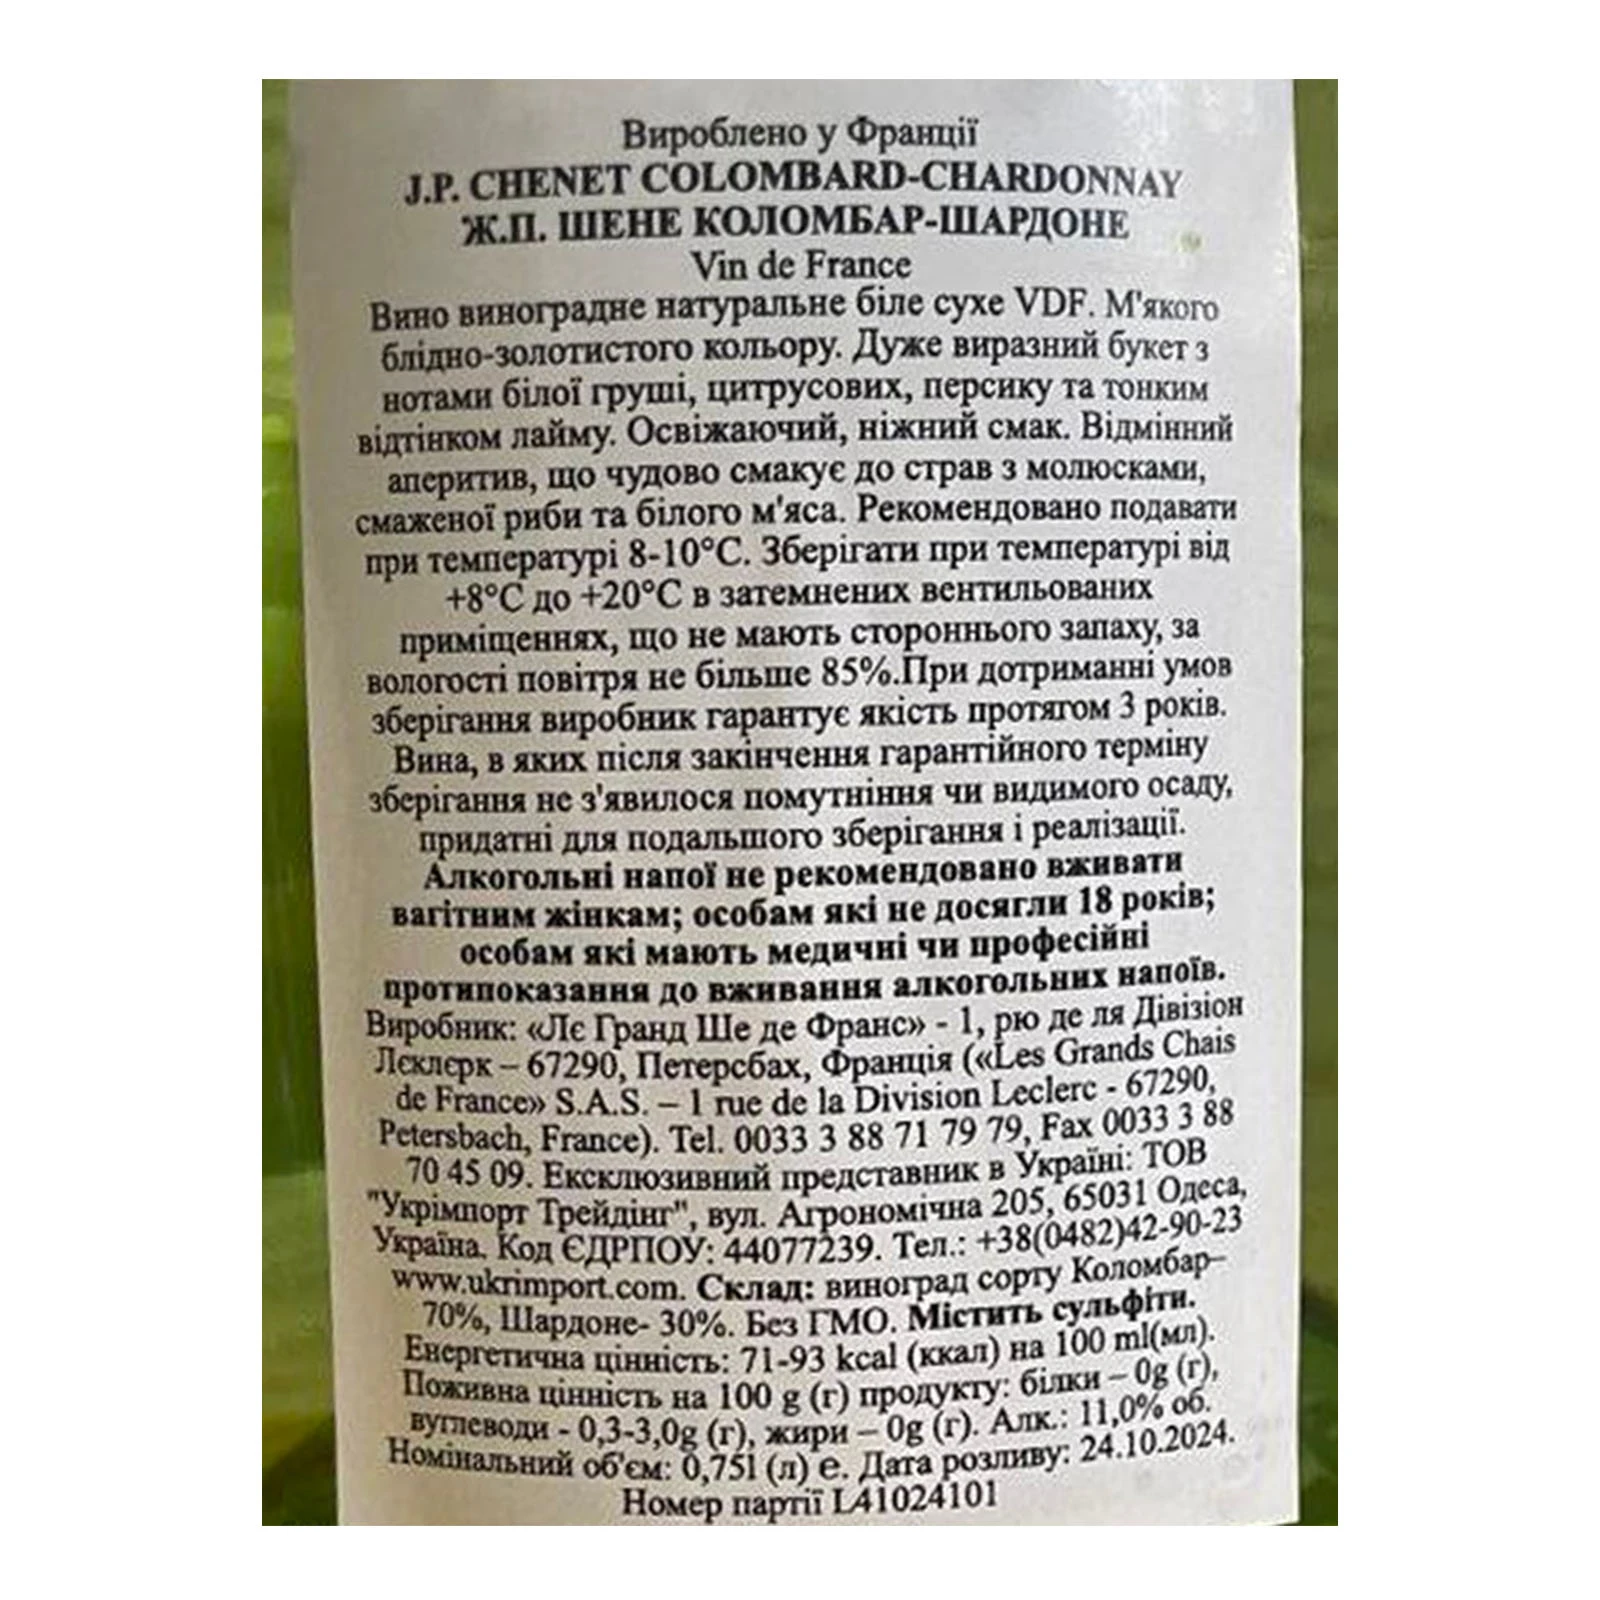 Вироблено у Франції
J.P. CHENET COLOMBARD-CHARDONNAY
Ж.П. ШЕНЕ КОЛОМБАР-ШАРДОНЕ
Vin de France
Вино виноградне натуральне біле сухе VDF. М'якого
блідно-золотистого кольору. Дуже виразний букет з
нотами білої груші, цитрусових, персику та тонким
відтінком лайму. Освіжаючий, ніжний смак. Відмінний
аперитив, що чудово смакує до страв з молюсками,
смаженої риби та білого м'яса. Рекомендовано подавати
при температурі 8-10°С. Зберігати при температурі від
+8°С до +20°С в затемнених вентильованих
приміщеннях, що не мають стороннього запаху, за
вологості повітря не більше 85%.При дотриманні умов
зберігання виробник гарантує якість протягом 3 років.
Вина, в яких після закінчення гарантійного терміну
зберігання не з'явилося помутніння чи видимого осаду,
придатні для подальшого зберігання і реалізації.
Алкогольні напої не рекомендовано вживати
вагітним жінкам; особам які не досягли 18 років;
особам які мають медичні чи професійні
протипоказання до вживання алкогольних напоїв.
Виробник: «Лє Гранд Ше де Франс» - 1, рю де ля Дівізіон
Лєклєрк – 67290, Петерсбах, Франція («Les Grands Chais
de France» S.A.S. – 1 rue de la Division Leclerc - 67290,
Petersbach, France). Tel. 0033 3 88 71 79 79, Fax 0033 3 88
70 45 09. Ексклюзивний представник в Україні: ТОВ
"Укрімпорт Трейдінг", вул. Агрономічна 205, 65031 Одеса,
Україна. Код ЄДРПОУ: 44077239. Тел.: +38(0482)42-90-23
www.ukrimport.com. Склад: виноград сорту Коломбар–
70%, Шардоне- 30%. Без ГМО. Містить сульфіти.
Енергетична цінність: 71-93 kcal (ккал) на 100 ml(мл).
Поживна цінність на 100 g (г) продукту: білки – 0g (г),
вуглеводи - 0,3-3,0g (г), жири – 0g (г). Алк.: 11,0% об.
Номінальний об'єм: 0,75l (л) е. Дата розливу: 24.10.2024.
Номер партії L41024101